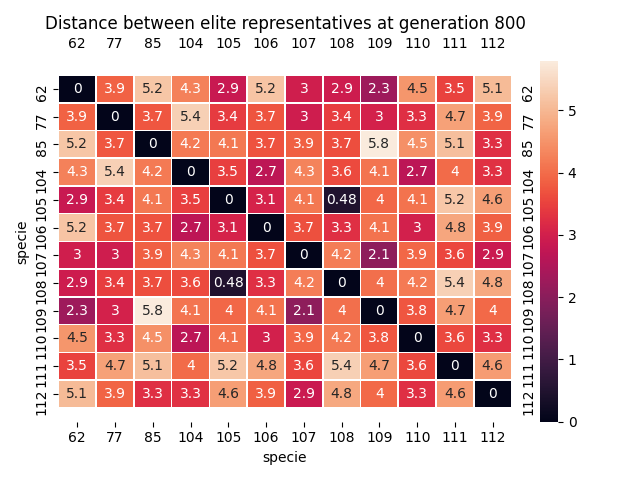 Distance between elite representatives at generation 800
62 77 85 104 105 106 107 108 109 110 111 112
62 0 3.9 5.2 4.3 2.9 5.2 3 2.9 2.3 4.5 3.5 5.1 62
77 3.9 0 3.7 5.4 3.4 3.7 3 3.4 3 3.3 4.7 3.9 77
85 5.2 3.7 0 4.2 4.1 3.7 3.9 3.7 5.8 4.5 5.1 3.3 85
104 4.3 5.4 4.2 0 3.5 2.7 4.3 3.6 4.1 2.7 4 3.3 104
105 2.9 3.4 4.1 3.5 0 3.1 4.1 0.48 4 4.1 5.2 4.6 105
106 5.2 3.7 3.7 2.7 3.1 0 3.7 3.3 4.1 3 4.8 3.9 106
107 3 3 3.9 4.3 4.1 3.7 0 4.2 2.1 3.9 3.6 2.9 107
108 2.9 3.4 3.7 3.6 0.48 3.3 4.2 0 4 4.2 5.4 4.8 108
109 2.3 3 5.8 4.1 4 4.1 2.1 4 0 3.8 4.7 4 109
110 4.5 3.3 4.5 2.7 4.1 3 3.9 4.2 3.8 0 3.6 3.3 110
111 3.5 4.7 5.1 4 5.2 4.8 3.6 5.4 4.7 3.6 0 4.6 111
112 5.1 3.9 3.3 3.3 4.6 3.9 2.9 4.8 4 3.3 4.6 0 112
62 77 85 104 105 106 107 108 109 110 111 112
specie
specie
5
4
3
2
1
0